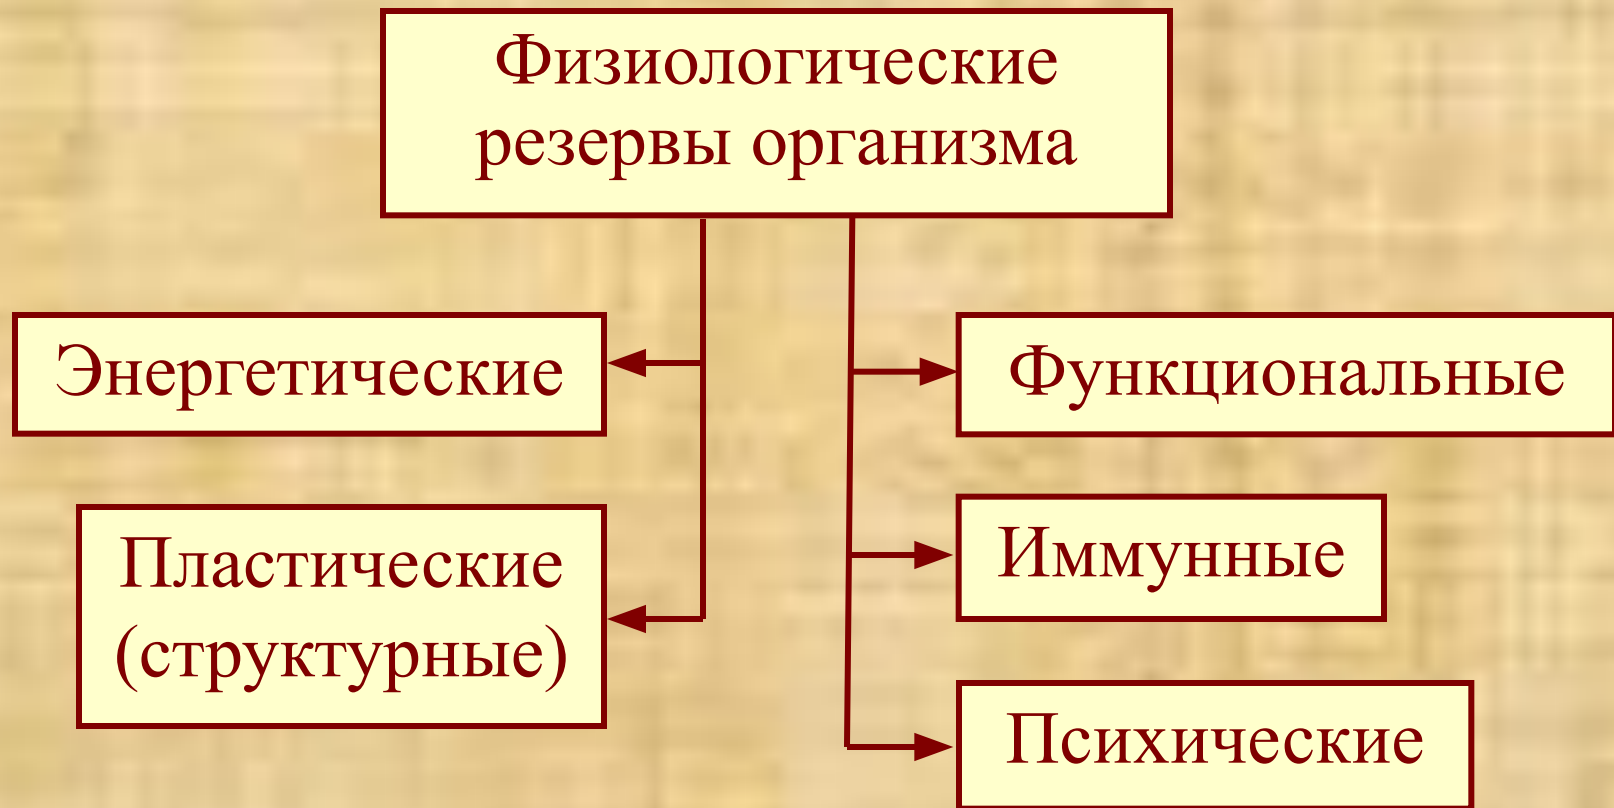 Физиологические
резервы организма
Энергетические
Функциональные
Пластические
(структурные)
Иммунные
Психические